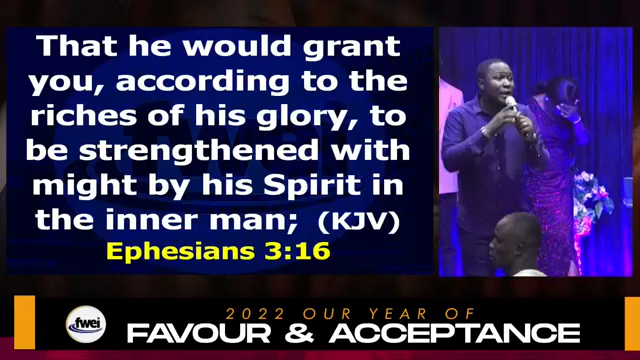 That he would grant
you, according to the
riches of his glory, to
be strengthened with
might by his Spirit in
the inner man; (KJV)
Ephesians 3:16
fwei
fwei
2022 OUR YEAR OF
FAVOUR & ACCEPTANCE